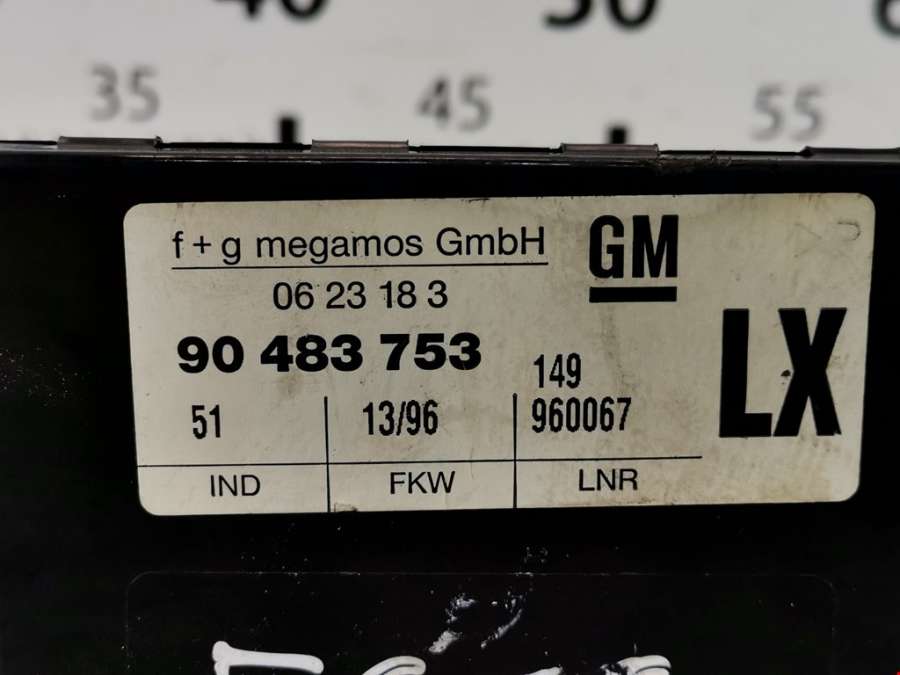 35 45 55
f+g megamos GmbH
GM
06 23 18 3
90 483 753
149
LX
51 13/96 960067
IND FKW LNR